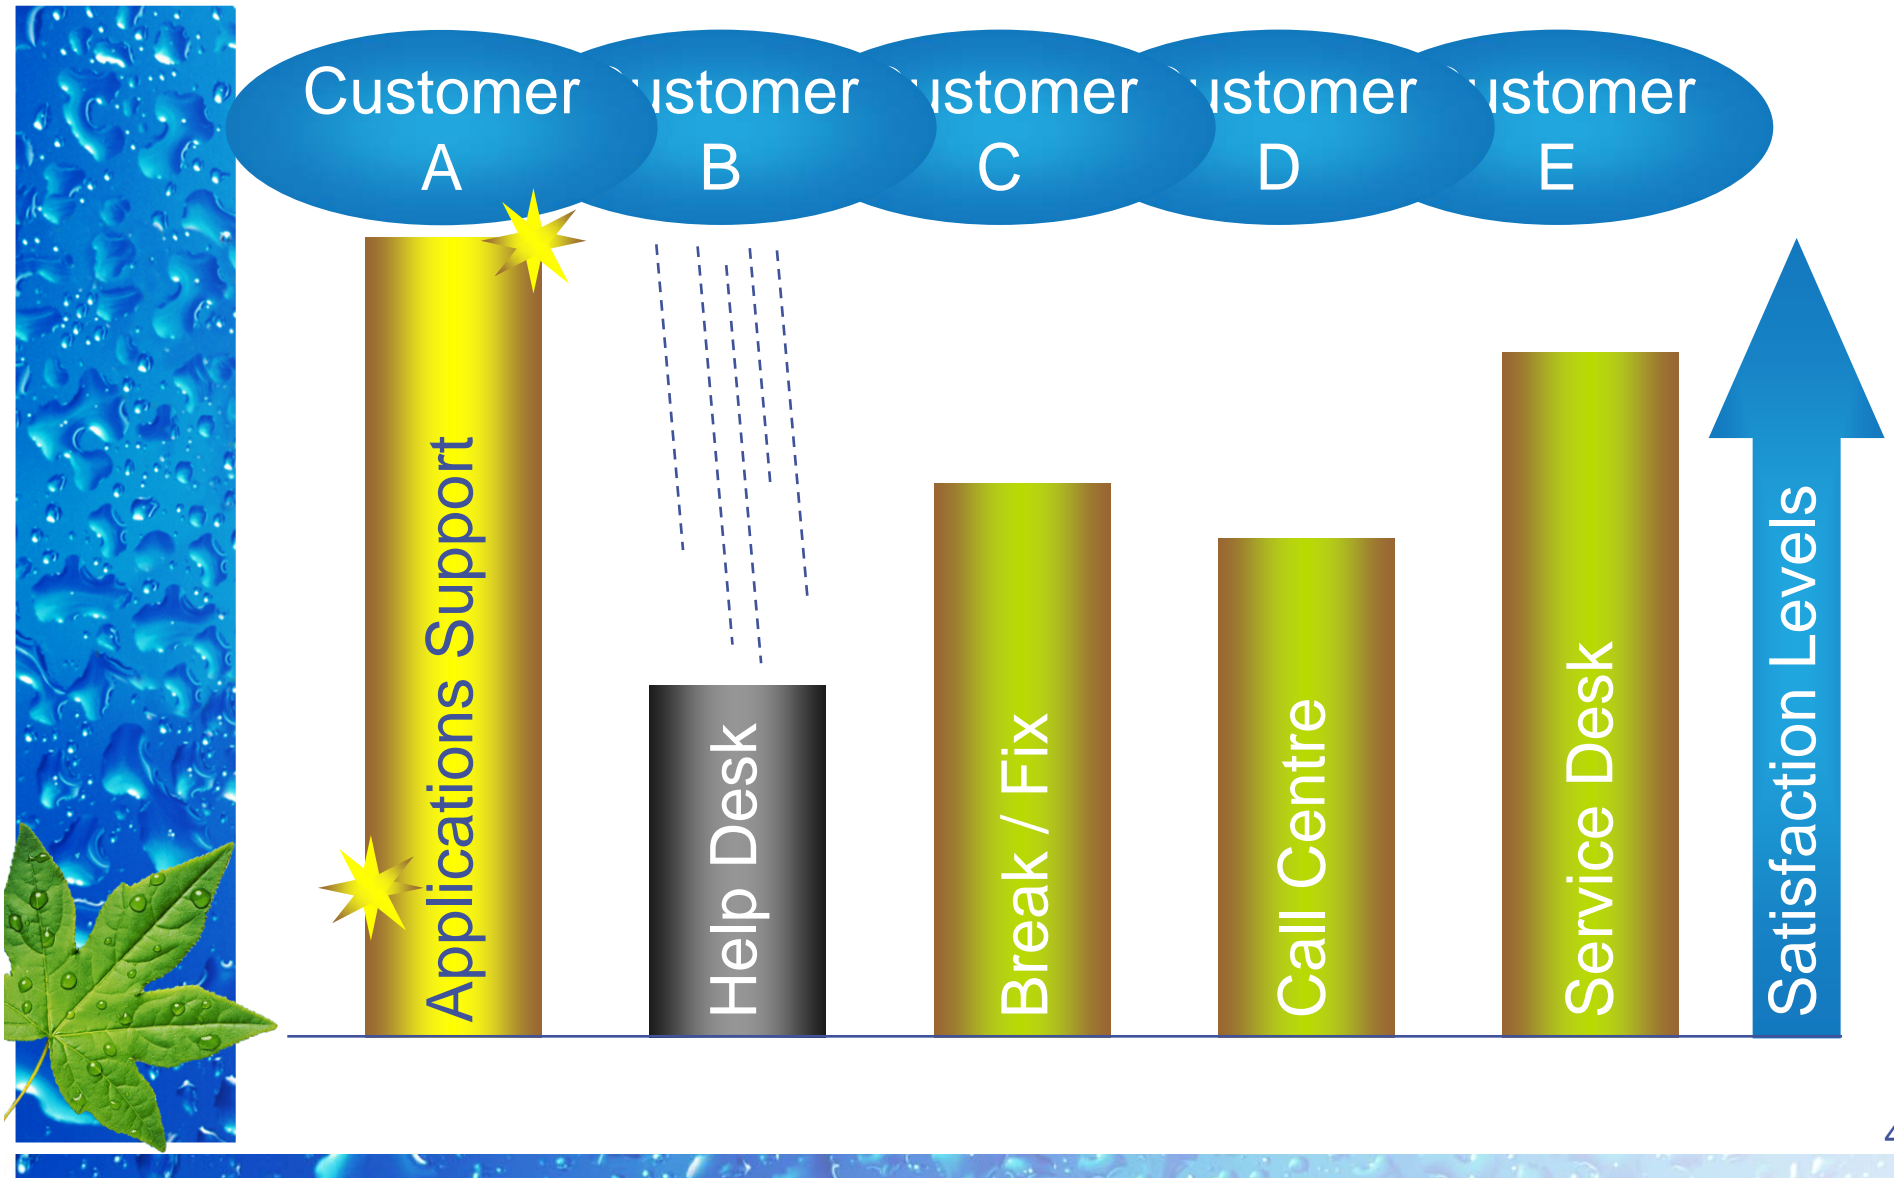 Customer
A
ustomer
B
ustomer
C
ustomer
D
ustomer
E
Applications Support
Help Desk
Break / Fix
Call Centre
Service Desk
Satisfaction Levels